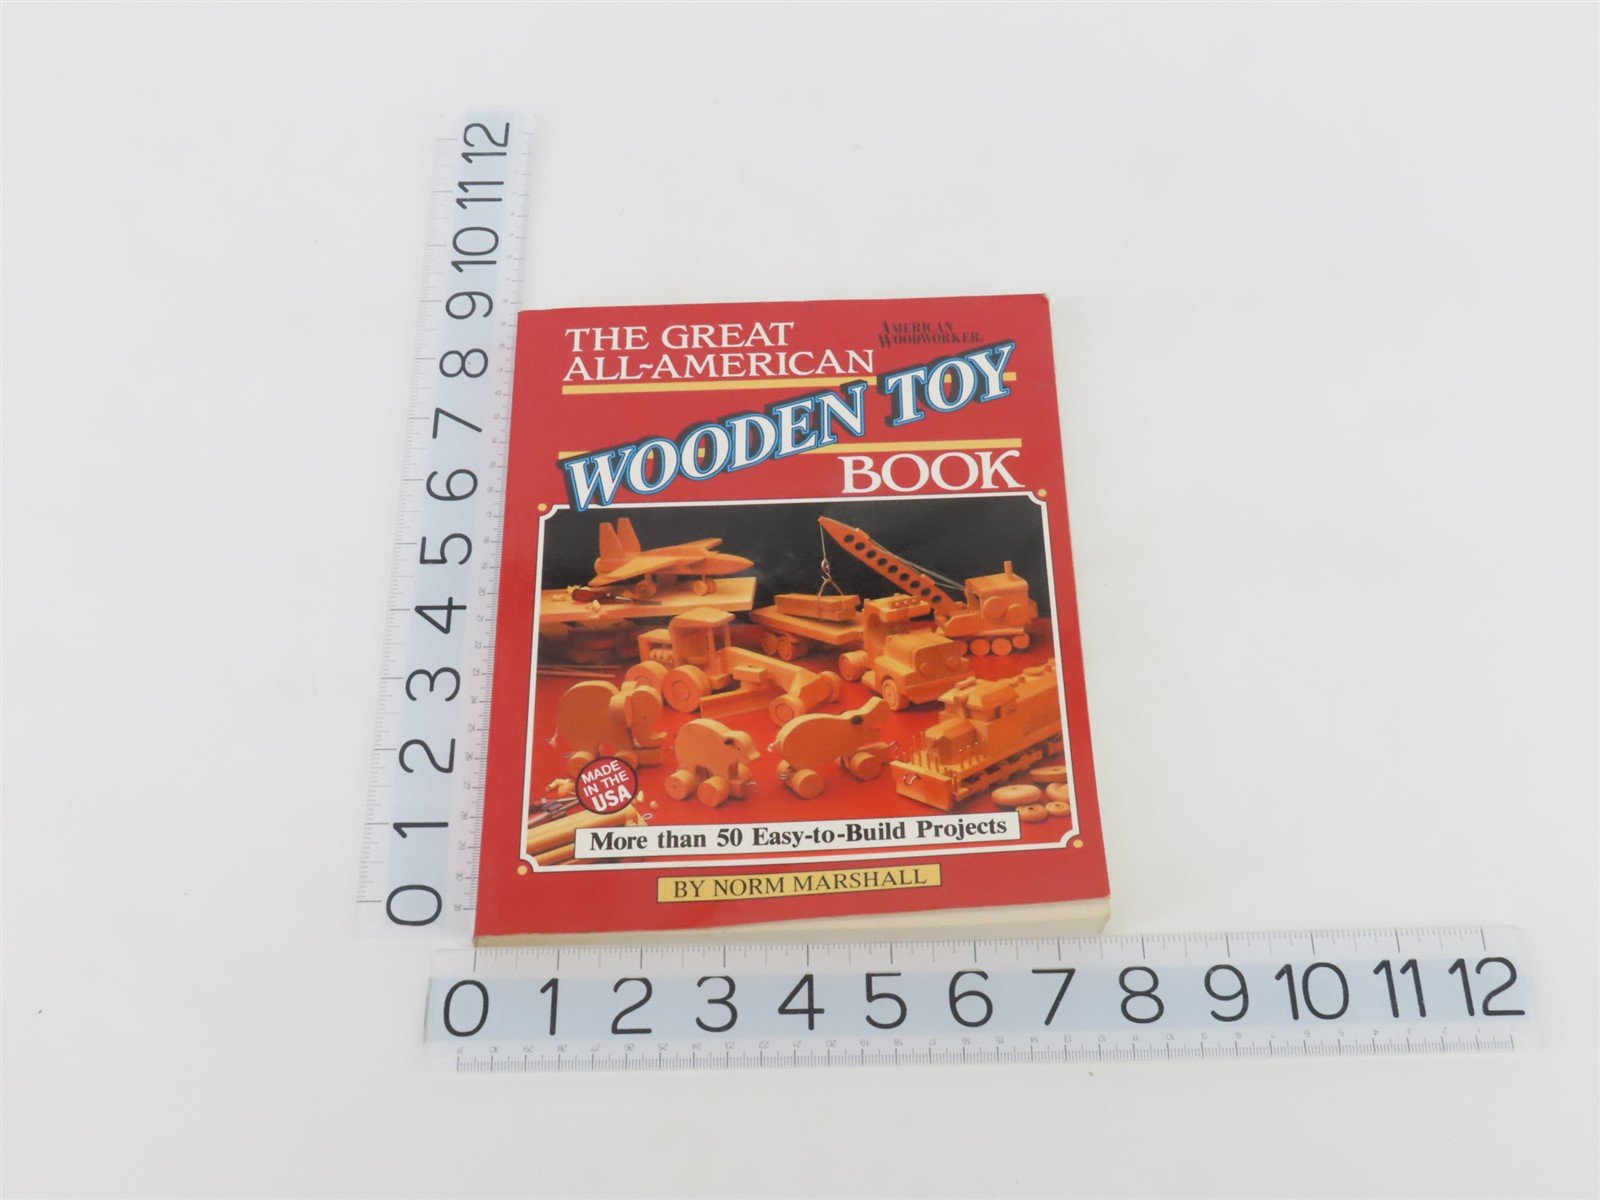 THE GREAT
ALL-AMERICAN
AMERICAN
WOODWORKER
WOODEN TOY
BOOK
MADE
IN THE
USA
More than 50 Easy-to-Build Projects
BY NORM MARSHALL
0 1 2 3 4 5 6 7 8 9 10 11 12
0 1 2 3 4 5 6 7 8 9 10 11 12